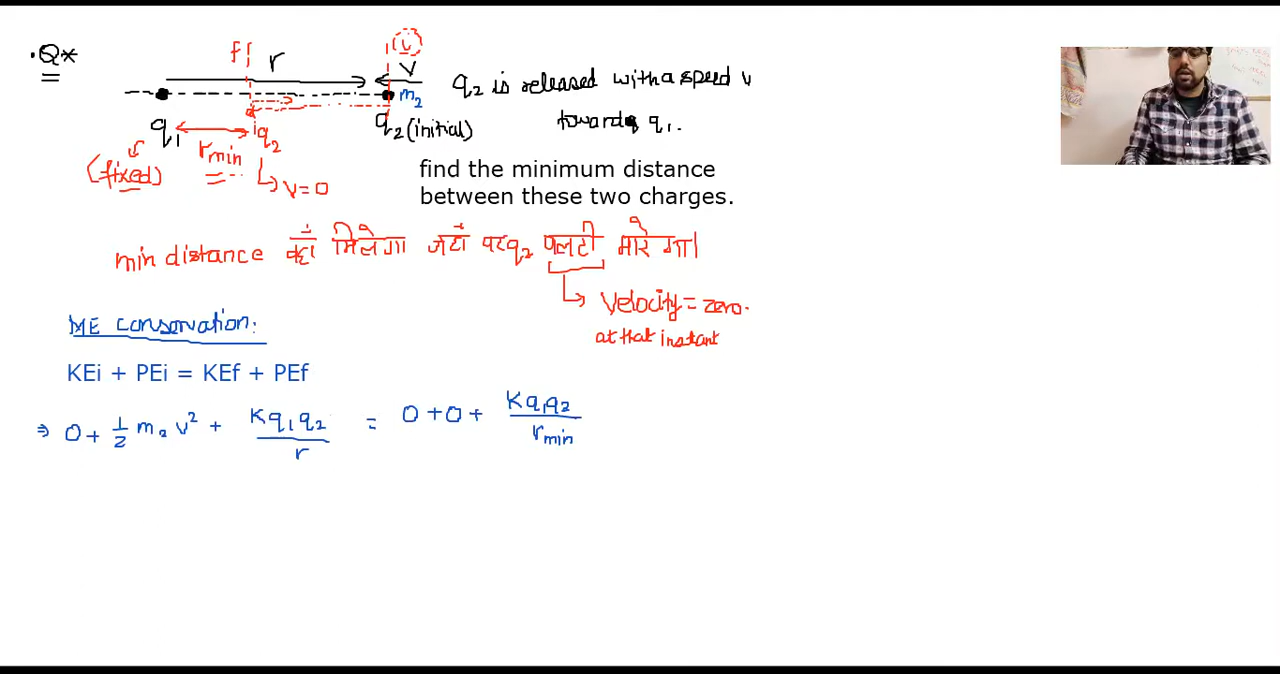 .Q*
f r V i
q₂ is released with a speed v
m₂
q₁ q₂ q₂(initial) towards q₁.
rmin
(fixed) v=0
find the minimum distance
between these two charges.
min distance कहां मिलेगा जहां पर q₂ पलटी मारेगा।
Velocity = zero.
at that instant
ME conservation:
KEi + PEi = KEf + PEf
⇒ 0 + 1/2 m₂ v² + Kq₁q₂/r = 0 + 0 + Kq₁q₂/rmin